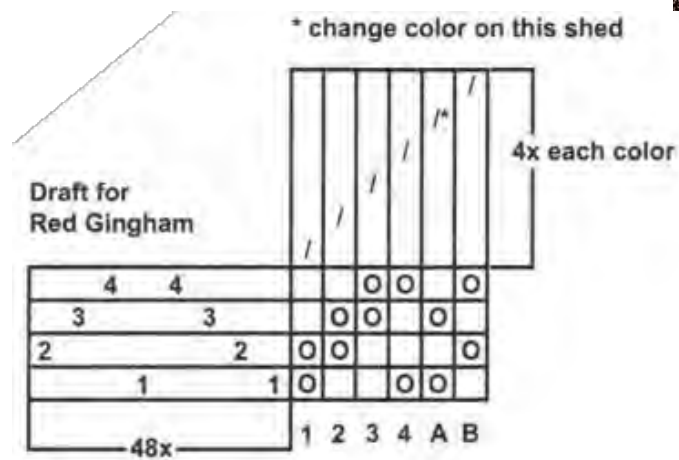 * change color on this shed
/
/*
/
4x each color
/
Draft for
Red Gingham
/
/
4 4 O O O
3 3 O O O
2 2 O O O
1 1 O O O
1 2 3 4 A B
48x